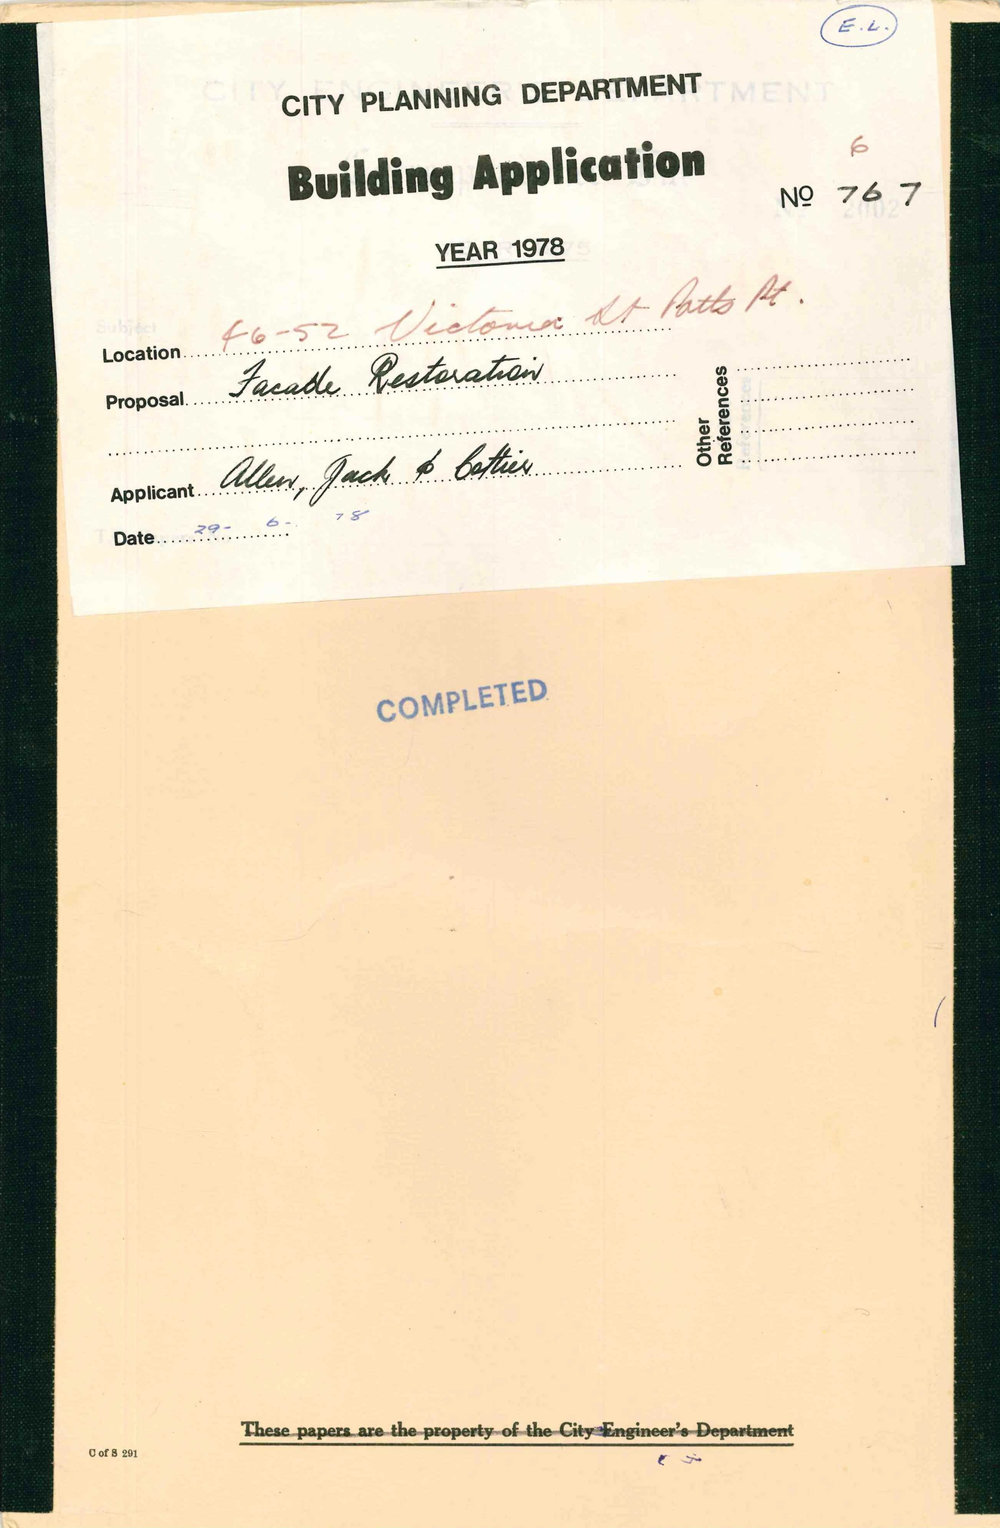 E.L.
CITY PLANNING DEPARTMENT
Building Application
6
Nº 767
YEAR 1978
Location 46-52 Victoria St Potts Pt.
Proposal Facade Restoration
Other References
Applicant Allen, Jack & Cottier
Date 29-6-78
COMPLETED
These papers are the property of the City Engineer's Department
C of S 291